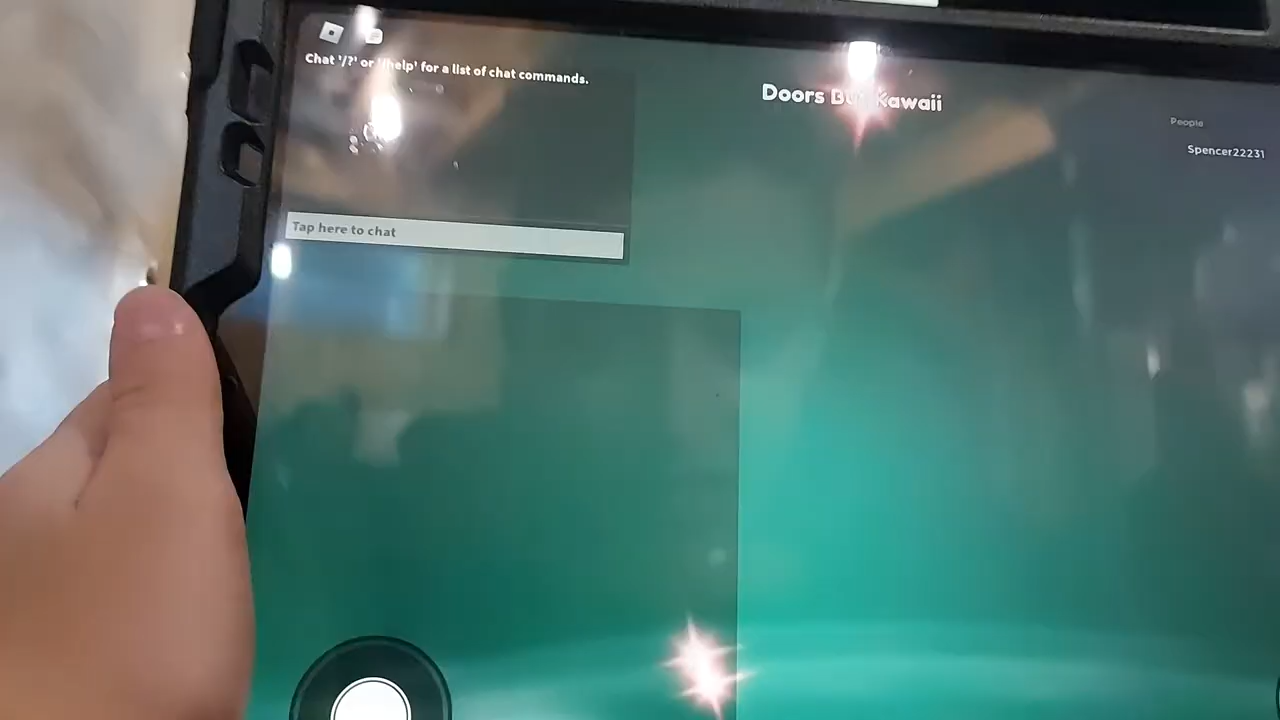 Chat '/?' or '/help' for a list of chat commands.
Doors But Kawaii
People
Spencer22231
Tap here to chat